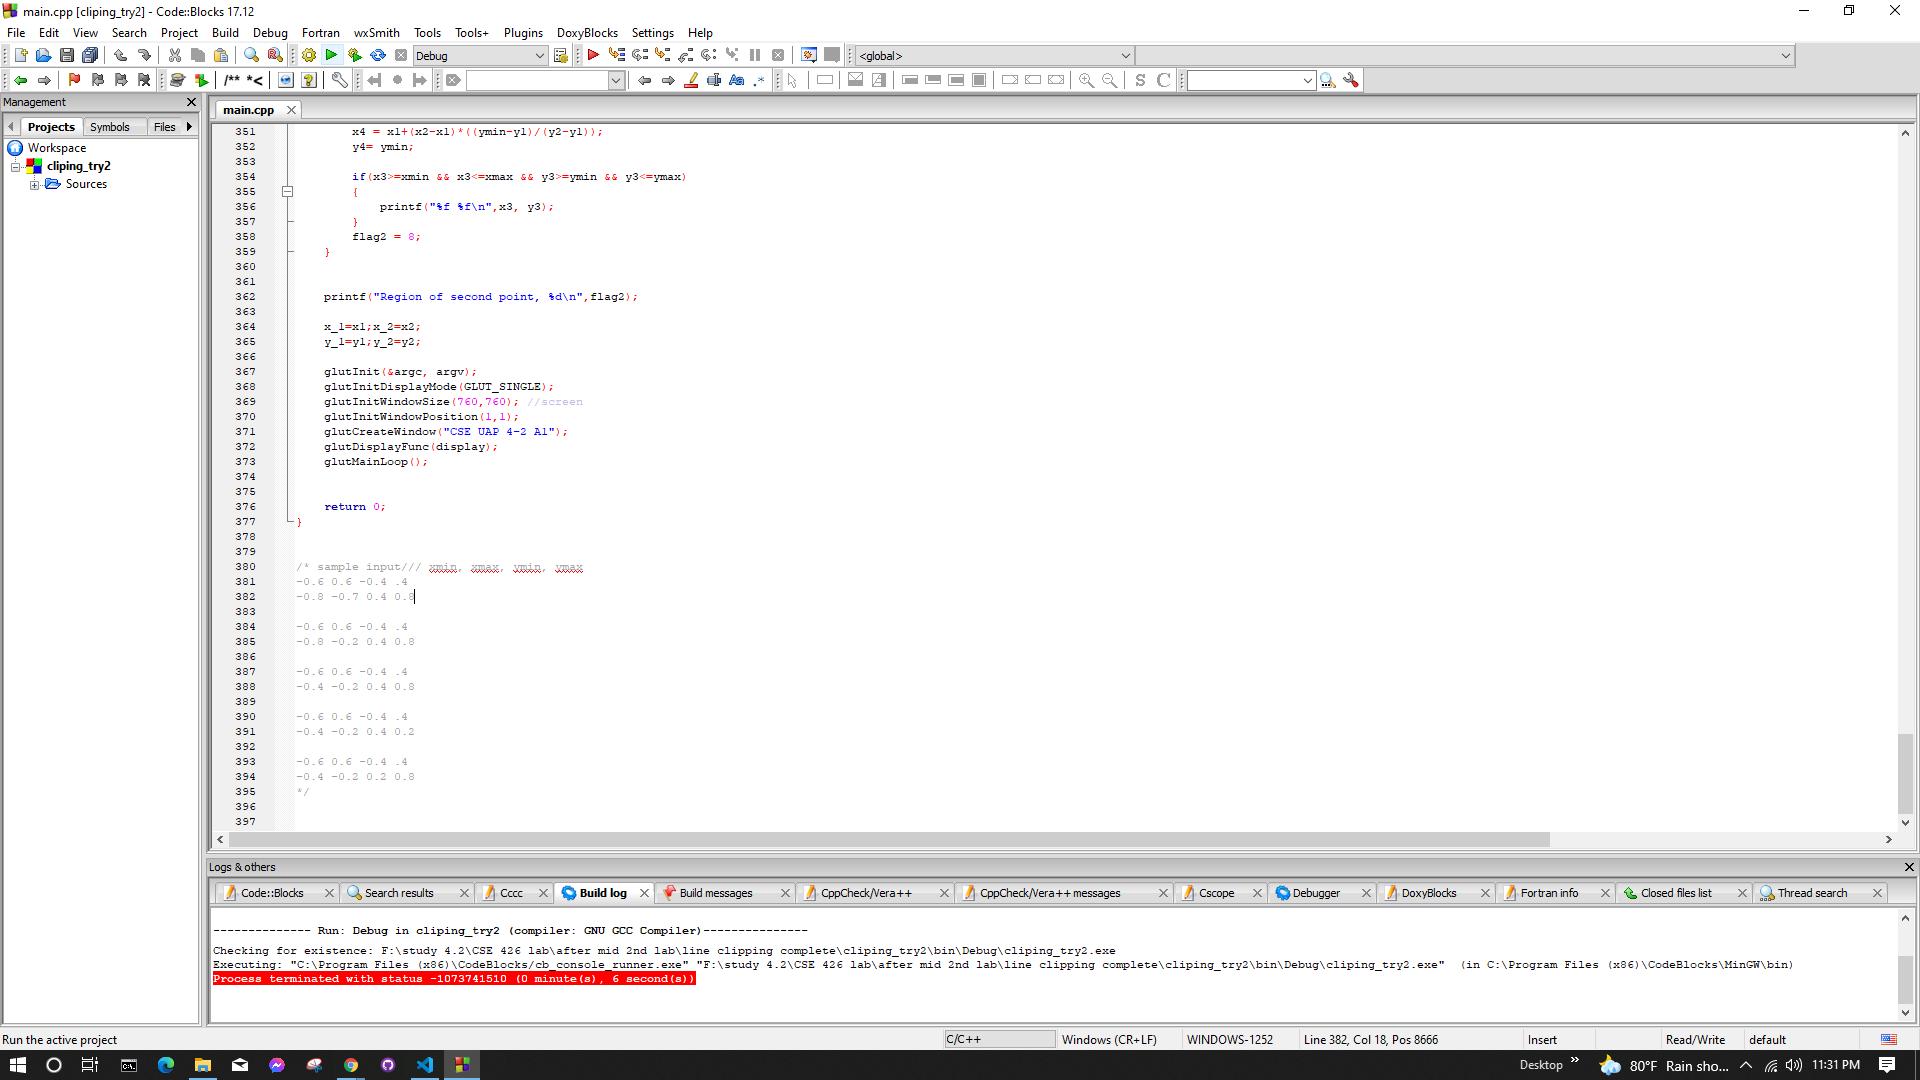 main.cpp [cliping_try2] - Code::Blocks 17.12
File Edit View Search Project Build Debug Fortran wxSmith Tools Tools+ Plugins DoxyBlocks Settings Help
Debug <global>
/** *<
Management
main.cpp
Projects Symbols Files
Workspace
cliping_try2
Sources
351 x4 = x1+(x2-x1)*((ymin-y1)/(y2-y1));
352 y4= ymin;
353
354 if(x3>=xmin && x3<=xmax && y3>=ymin && y3<=ymax)
355 {
356 printf("%f %f\n",x3, y3);
357 }
358 flag2 = 8;
359 }
360
361
362 printf("Region of second point, %d\n",flag2);
363
364 x_1=x1;x_2=x2;
365 y_1=y1;y_2=y2;
366
367 glutInit(&argc, argv);
368 glutInitDisplayMode(GLUT_SINGLE);
369 glutInitWindowSize(760,760); //screen
370 glutInitWindowPosition(1,1);
371 glutCreateWindow("CSE UAP 4-2 A1");
372 glutDisplayFunc(display);
373 glutMainLoop();
374
375
376 return 0;
377 }
378
379
380 /* sample input/// xmin, xmax, ymin, ymax
381 -0.6 0.6 -0.4 .4
382 -0.8 -0.7 0.4 0.8
383
384 -0.6 0.6 -0.4 .4
385 -0.8 -0.2 0.4 0.8
386
387 -0.6 0.6 -0.4 .4
388 -0.4 -0.2 0.4 0.8
389
390 -0.6 0.6 -0.4 .4
391 -0.4 -0.2 0.4 0.2
392
393 -0.6 0.6 -0.4 .4
394 -0.4 -0.2 0.2 0.8
395 */
396
397
Logs & others
Code::Blocks Search results Cccc Build log Build messages CppCheck/Vera++ CppCheck/Vera++ messages Cscope Debugger DoxyBlocks Fortran info Closed files list Thread search
-------------- Run: Debug in cliping_try2 (compiler: GNU GCC Compiler)---------------
Checking for existence: F:\study 4.2\CSE 426 lab\after mid 2nd lab\line clipping complete\cliping_try2\bin\Debug\cliping_try2.exe
Executing: "C:\Program Files (x86)\CodeBlocks/cb_console_runner.exe" "F:\study 4.2\CSE 426 lab\after mid 2nd lab\line clipping complete\cliping_try2\bin\Debug\cliping_try2.exe" (in C:\Program Files (x86)\CodeBlocks\MinGW\bin)
Process terminated with status -1073741510 (0 minute(s), 6 second(s))
Run the active project C/C++ Windows (CR+LF) WINDOWS-1252 Line 382, Col 18, Pos 8666 Insert Read/Write default
Desktop 80°F Rain sho... 11:31 PM